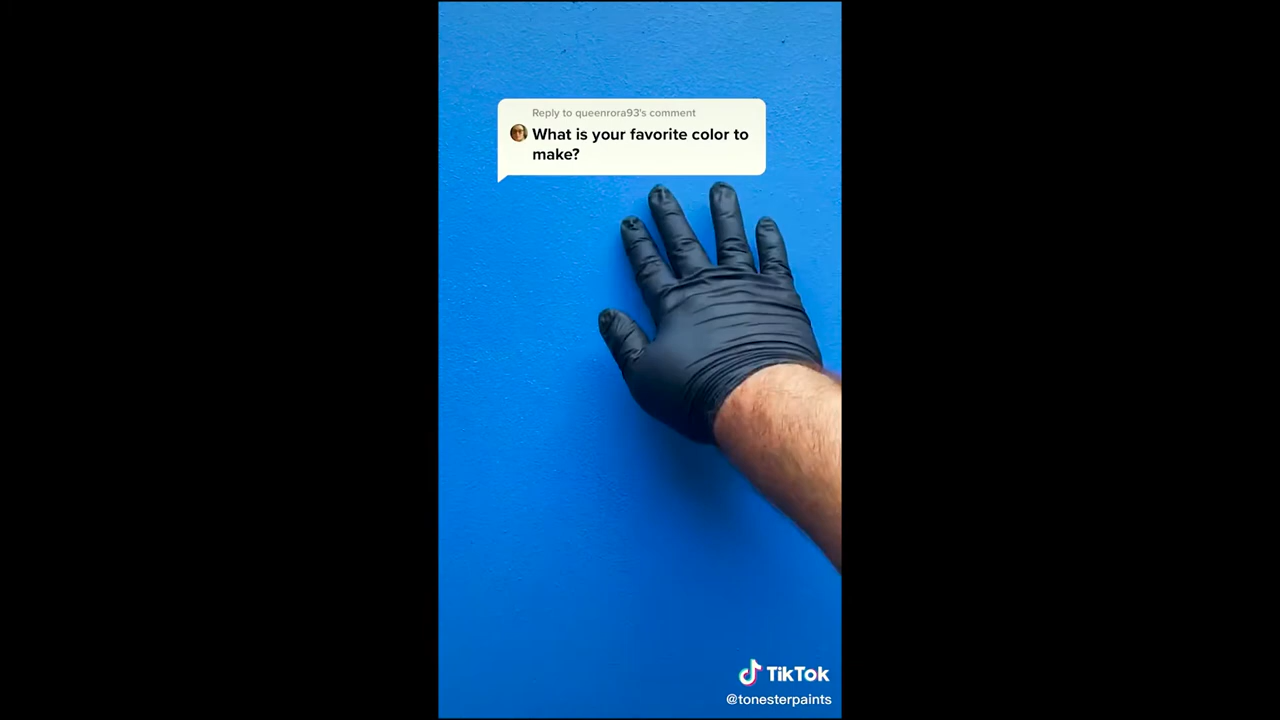 Reply to queenrora93's comment
What is your favorite color to
make?
TikTok
@tonesterpaints